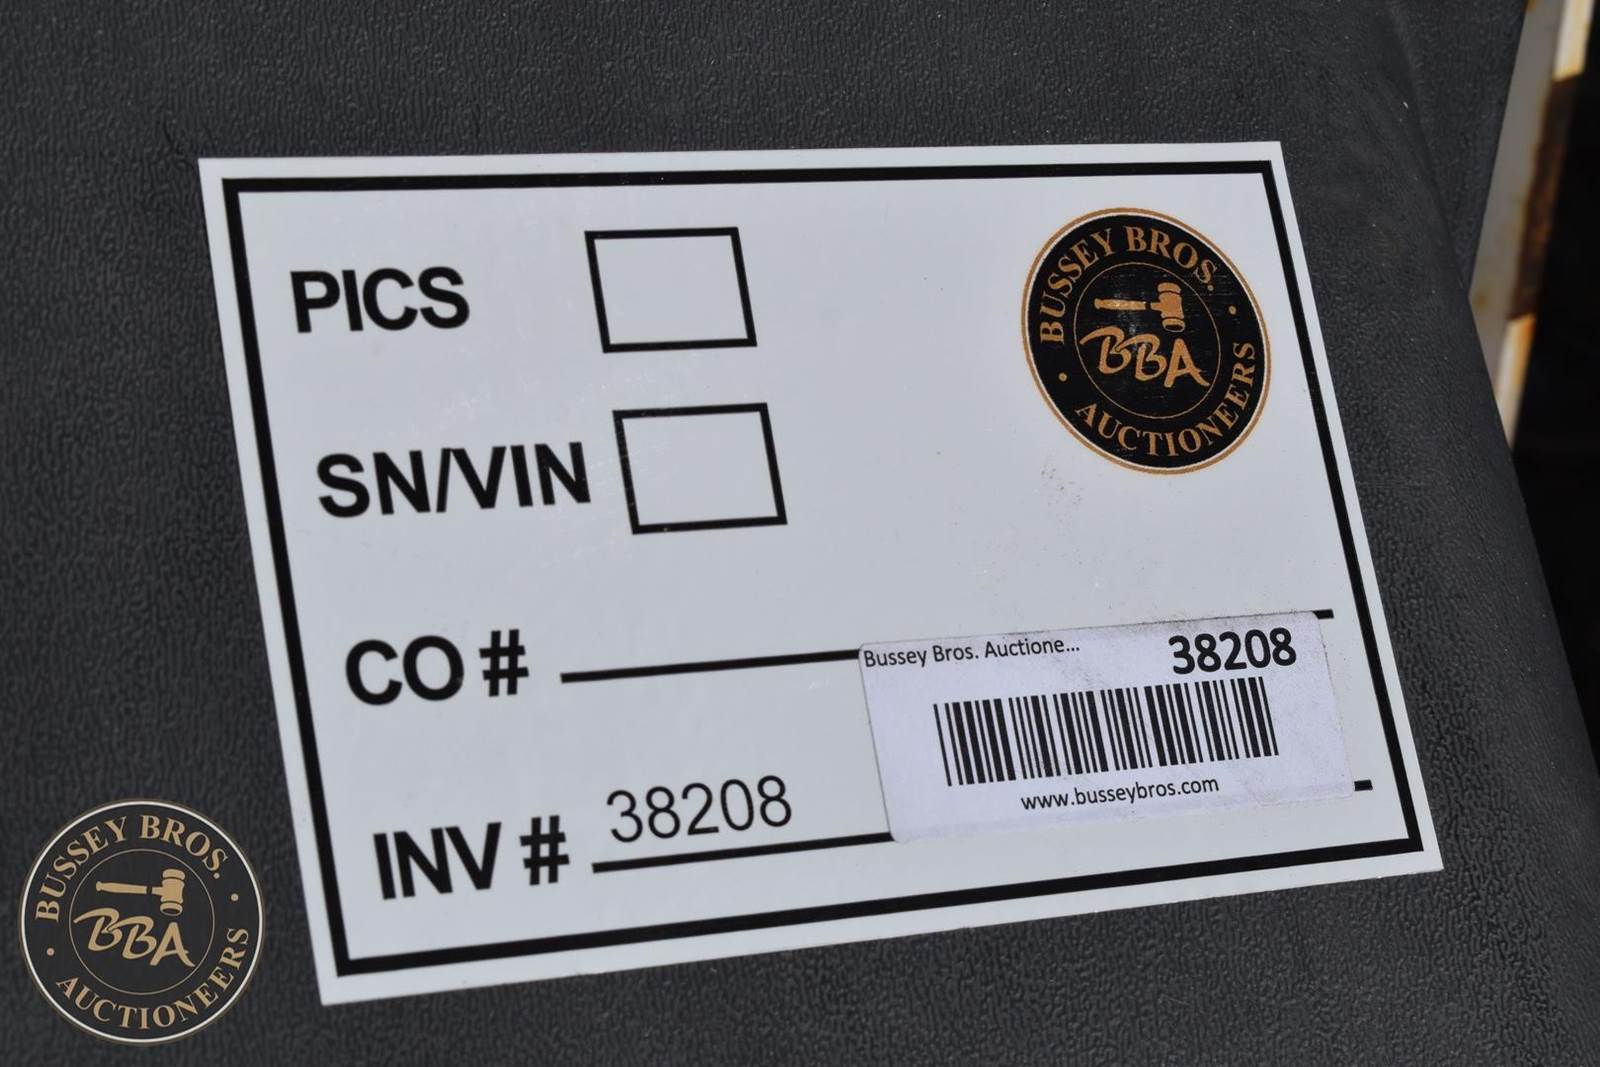 PICS
BUSSEY BROS.
BBA
AUCTIONEERS
SN/VIN
CO #
Bussey Bros. Auctione...
38208
www.busseybros.com
INV # 38208
BUSSEY BROS.
BBA
AUCTIONEERS